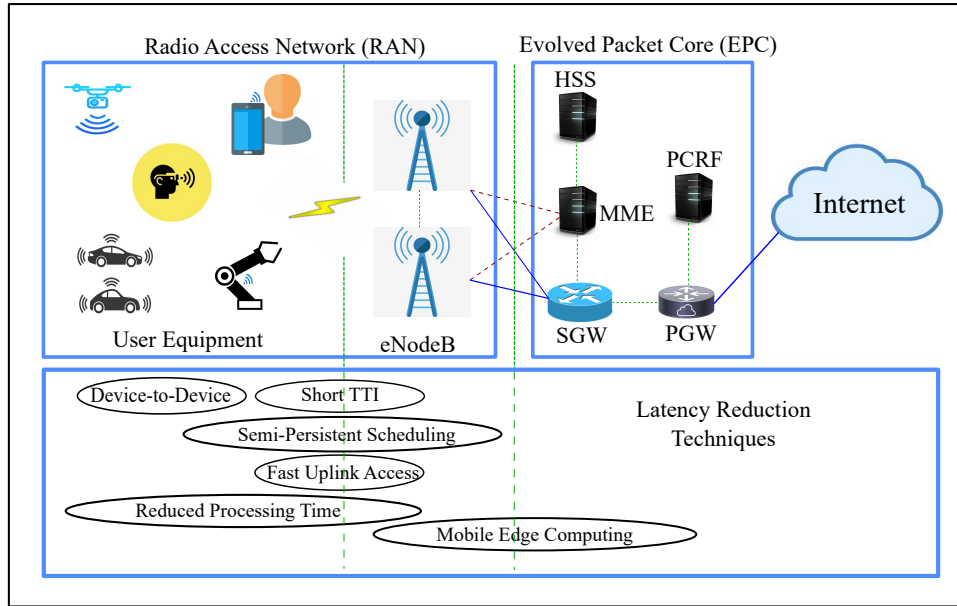 Radio Access Network (RAN)
Evolved Packet Core (EPC)
HSS
PCRF
MME
Internet
User Equipment
eNodeB
SGW
PGW
Device-to-Device
Short TTI
Latency Reduction
Techniques
Semi-Persistent Scheduling
Fast Uplink Access
Reduced Processing Time
Mobile Edge Computing